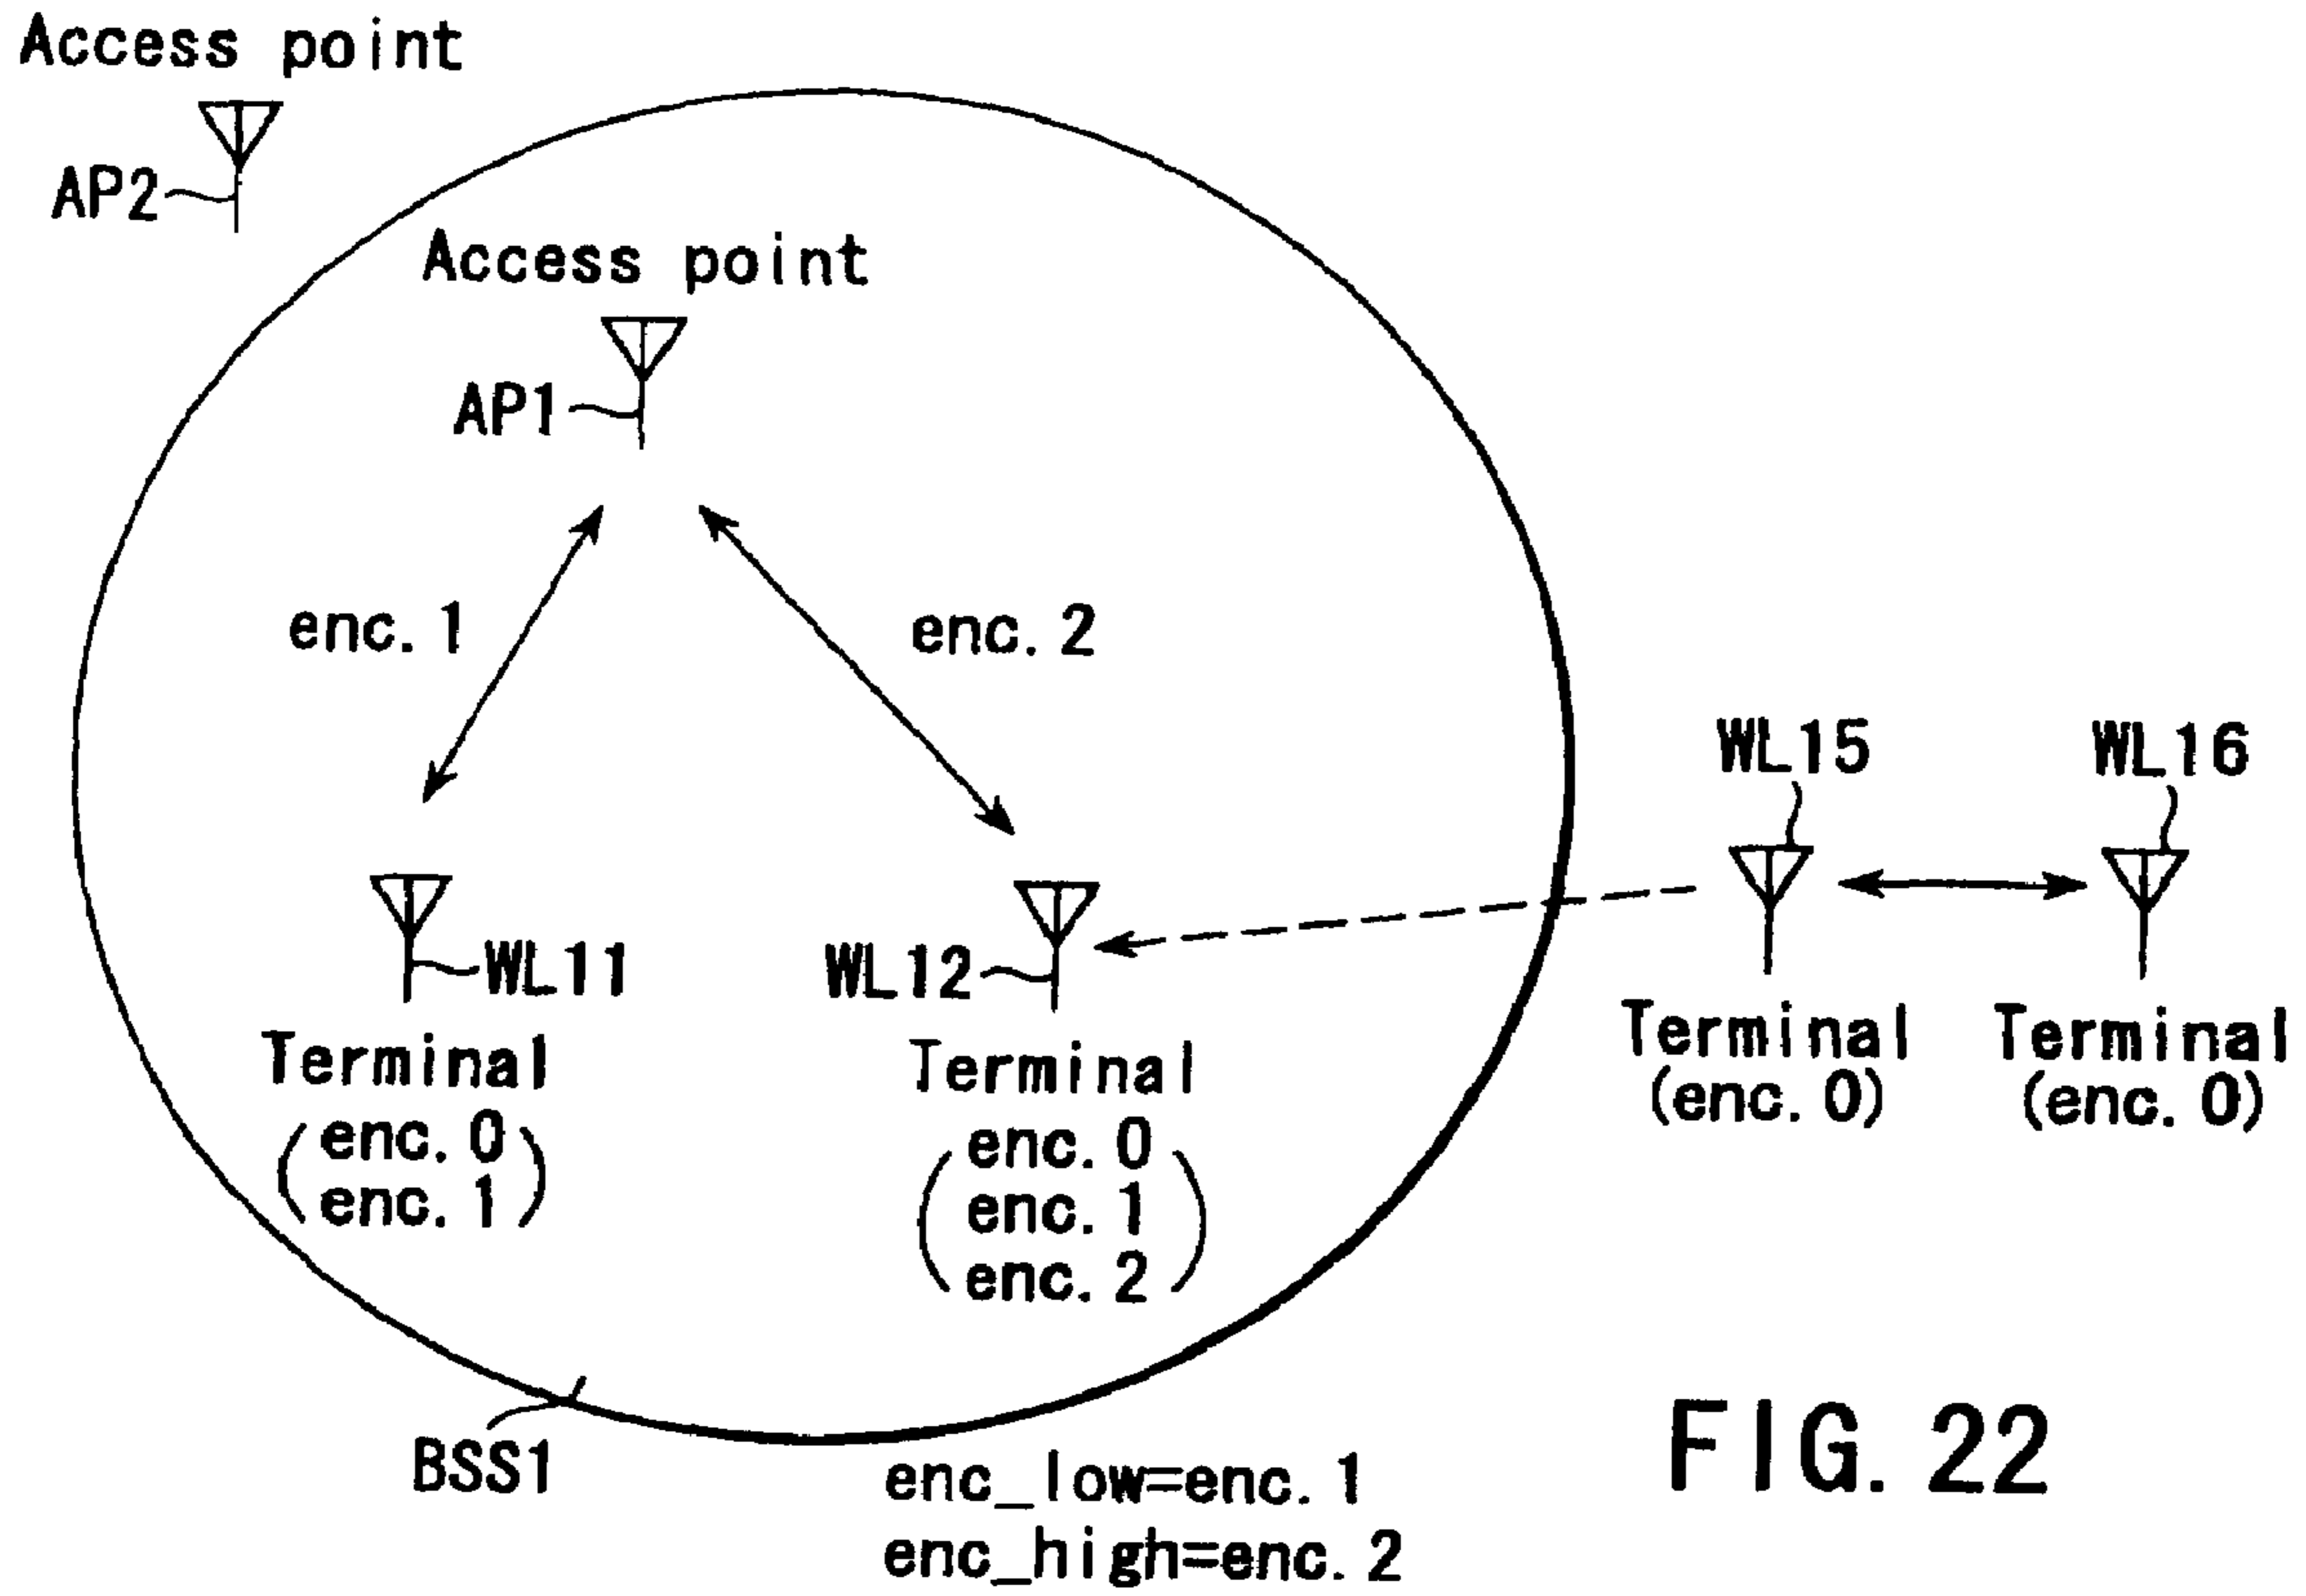 Access point
AP2
Access point
AP1
enc. 1
enc. 2
WL15
WL16
WL11
WL12
Terminal
(enc. 0
enc. 1)
Terminal
(enc. 0
enc. 1
enc. 2)
Terminal
(enc. 0)
Terminal
(enc. 0)
BSS1
enc_low=enc. 1
enc_high=enc. 2
FIG. 22